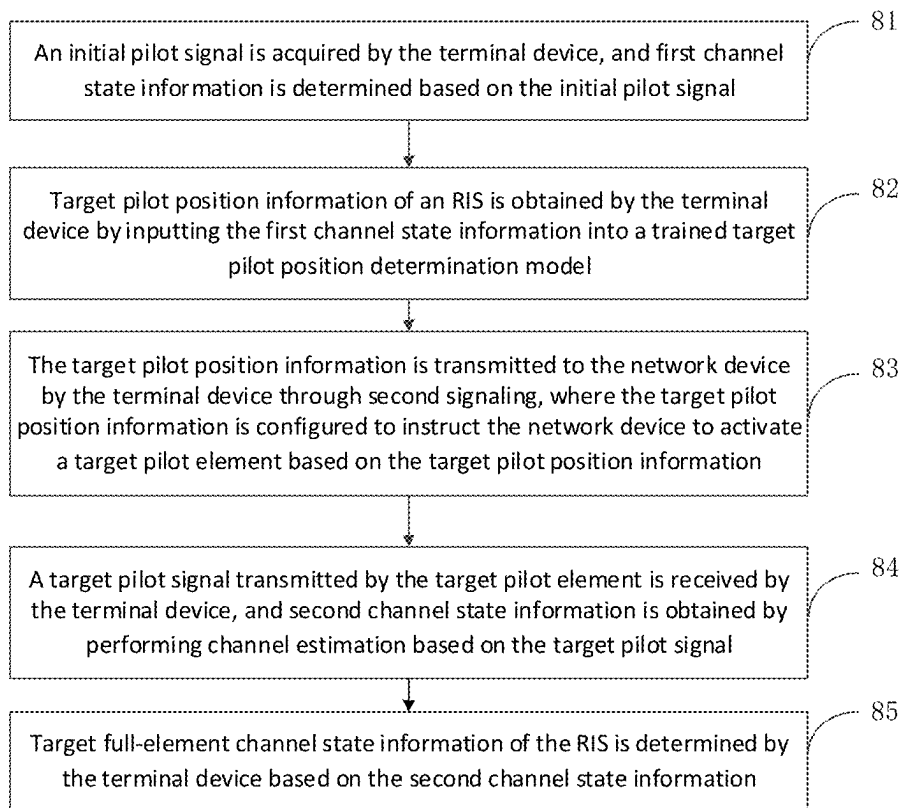 81
An initial pilot signal is acquired by the terminal device, and first channel
state information is determined based on the initial pilot signal
82
Target pilot position information of an RIS is obtained by the terminal
device by inputting the first channel state information into a trained target
pilot position determination model
83
The target pilot position information is transmitted to the network device
by the terminal device through second signaling, where the target pilot
position information is configured to instruct the network device to activate
a target pilot element based on the target pilot position information
84
A target pilot signal transmitted by the target pilot element is received by
the terminal device, and second channel state information is obtained by
performing channel estimation based on the target pilot signal
85
Target full-element channel state information of the RIS is determined by
the terminal device based on the second channel state information